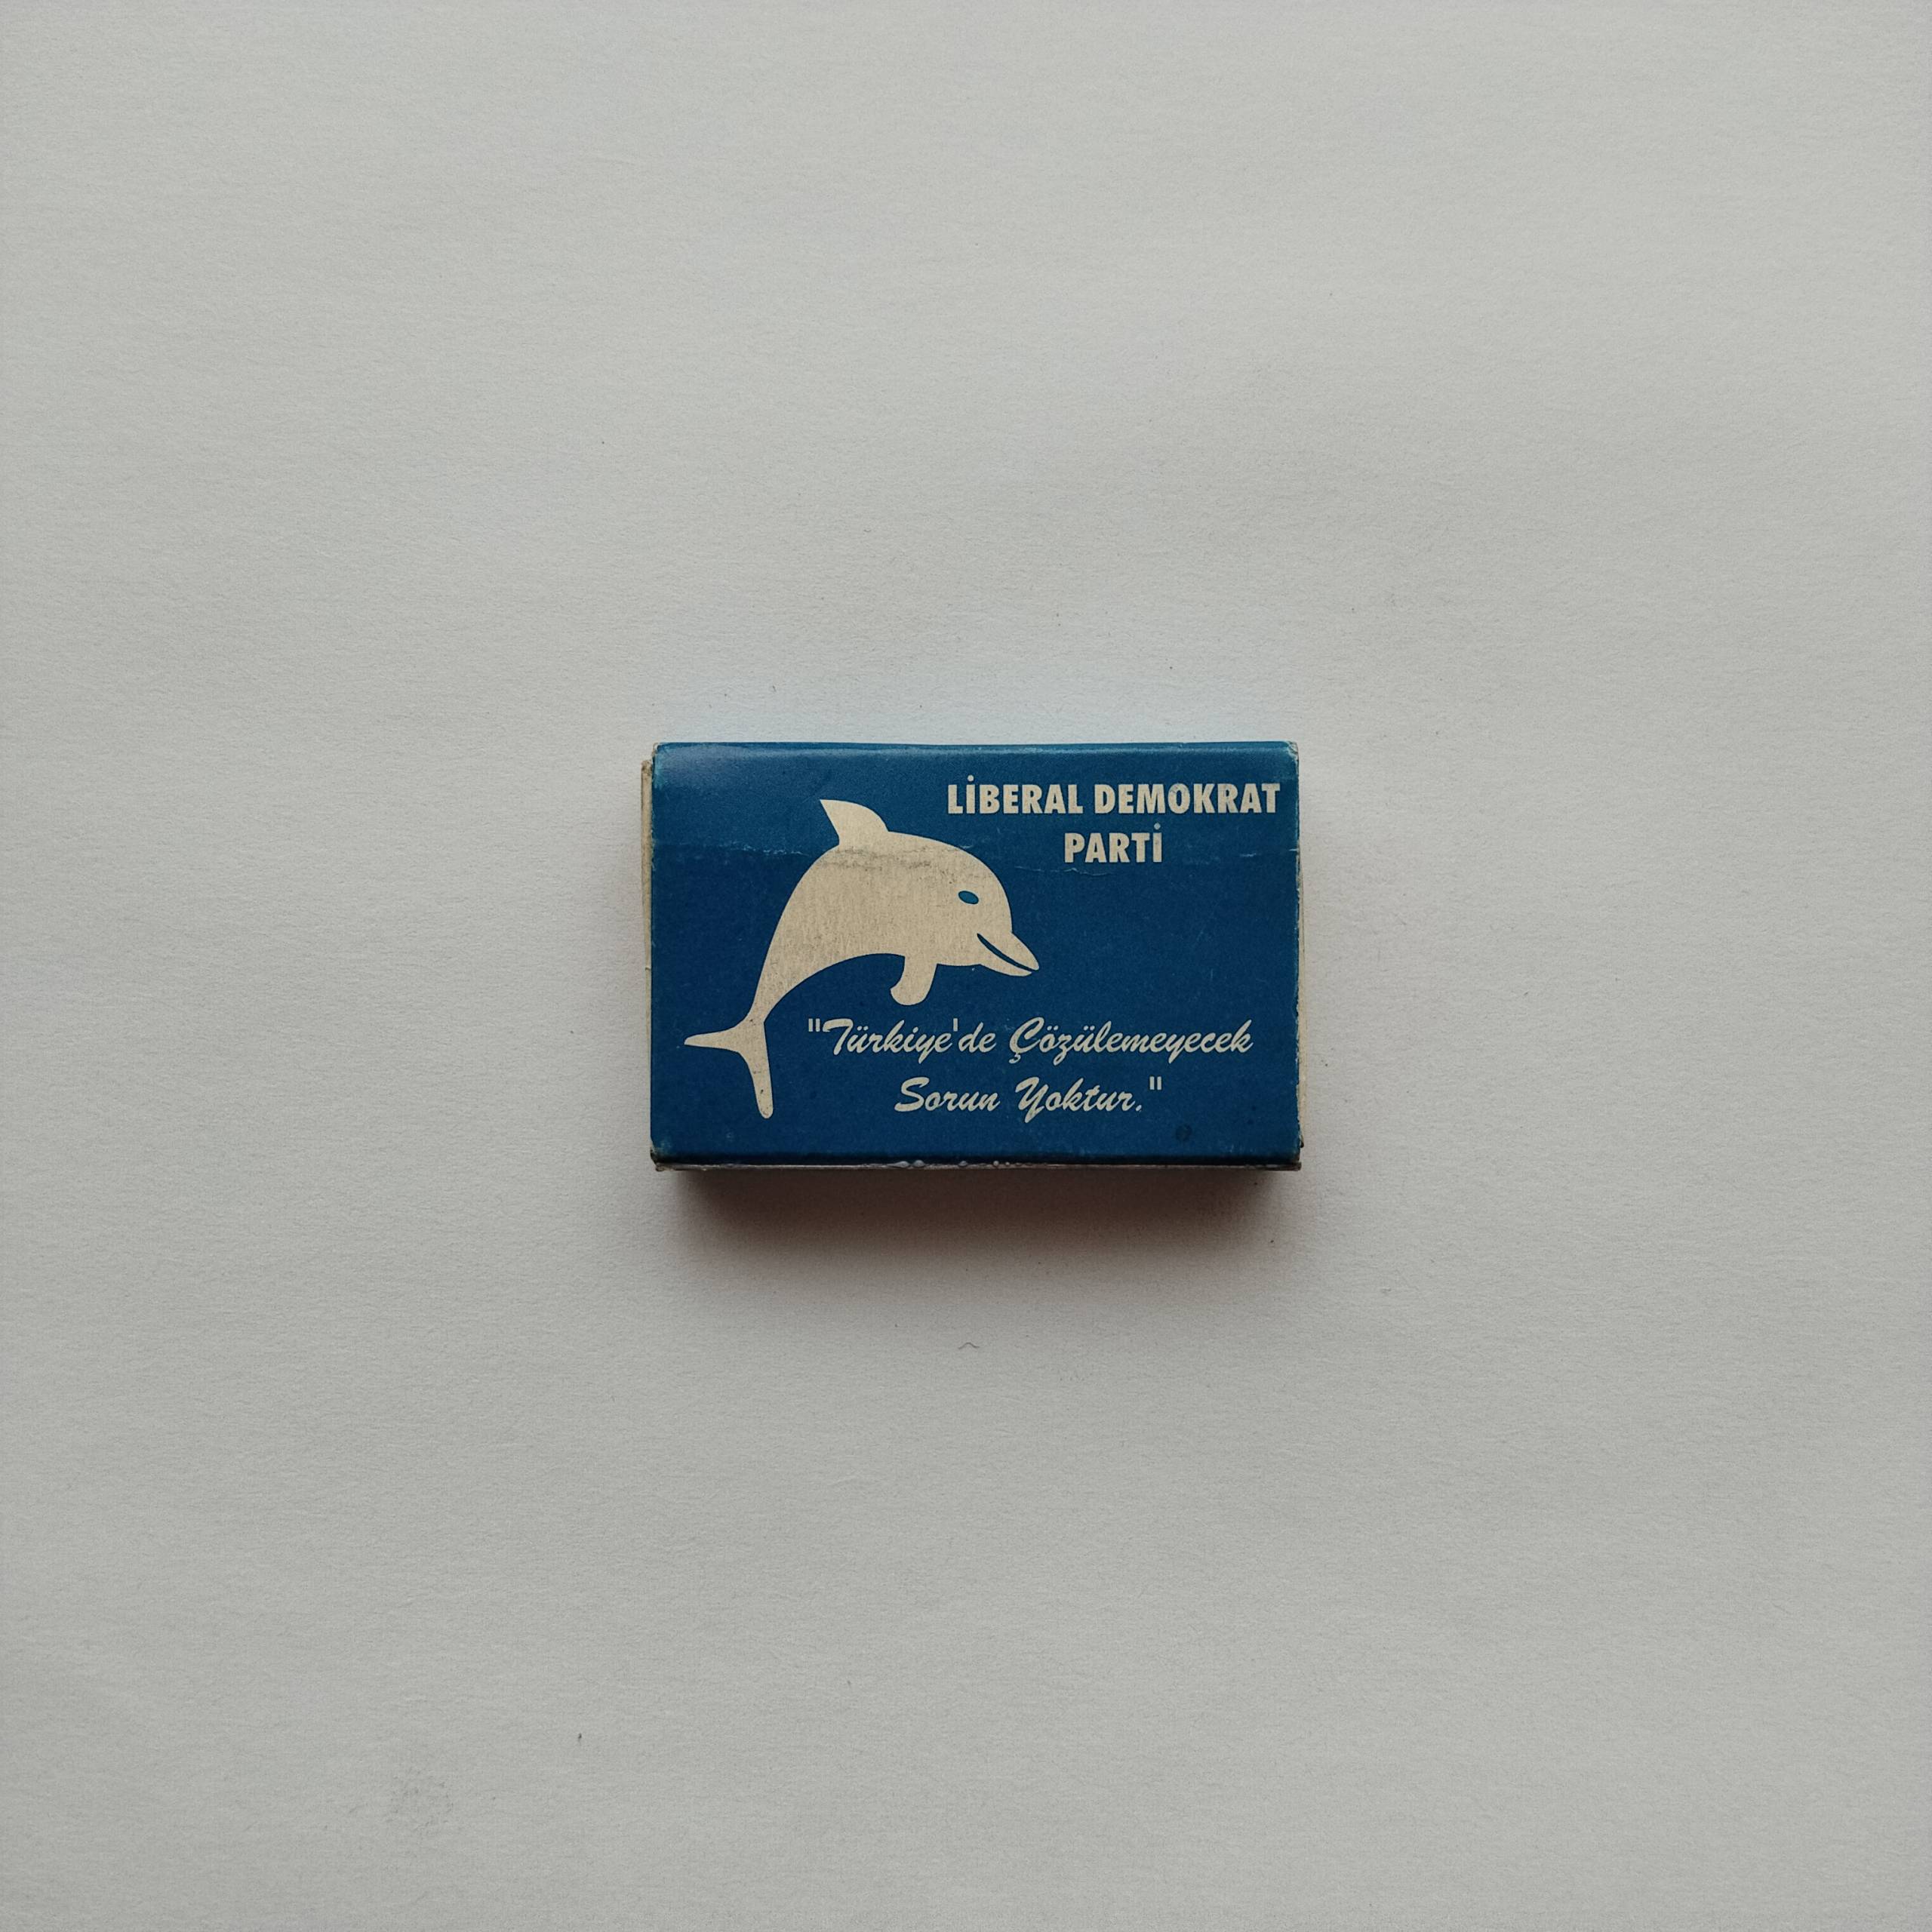 LİBERAL DEMOKRAT
PARTİ
"Türkiye'de Çözülemeyecek
Sorun Yoktur."